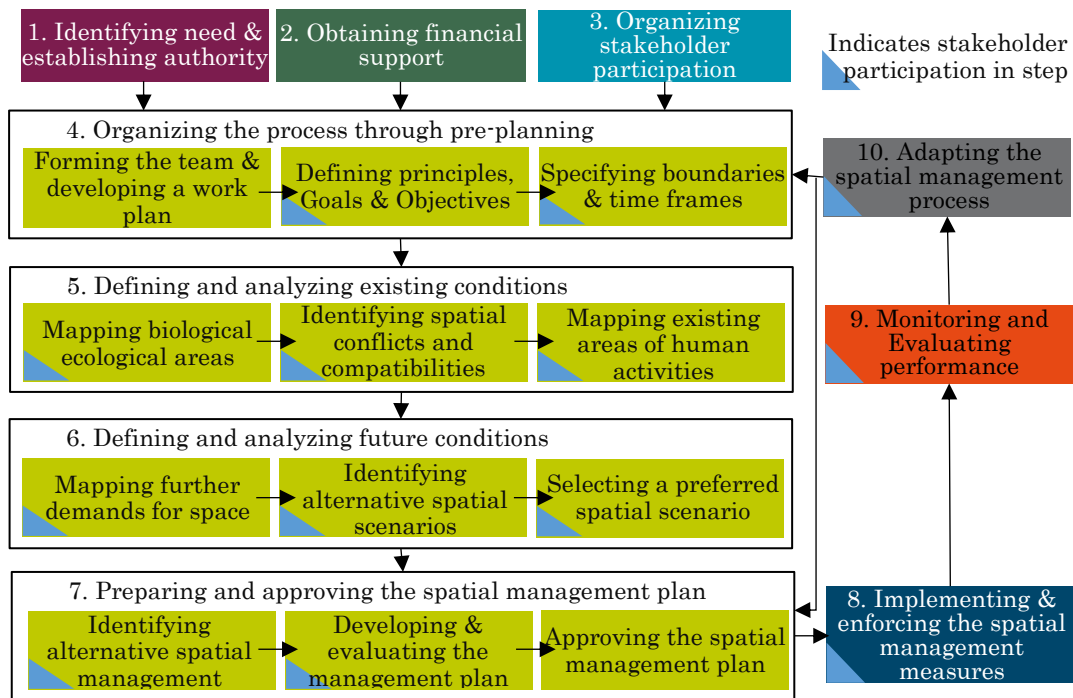 1. Identifying need &
establishing authority
2. Obtaining financial
support
3. Organizing
stakeholder
participation
Indicates stakeholder
participation in step
4. Organizing the process through pre-planning
Forming the team &
developing a work
plan
Defining principles,
Goals & Objectives
Specifying boundaries
& time frames
10. Adapting the
spatial management
process
5. Defining and analyzing existing conditions
Mapping biological
ecological areas
Identifying spatial
conflicts and
compatibilities
Mapping existing
areas of human
activities
9. Monitoring and
Evaluating
performance
6. Defining and analyzing future conditions
Mapping further
demands for space
Identifying
alternative spatial
scenarios
Selecting a preferred
spatial scenario
7. Preparing and approving the spatial management plan
Identifying
alternative spatial
management
Developing &
evaluating the
management plan
Approving the spatial
management plan
8. Implementing &
enforcing the spatial
management
measures